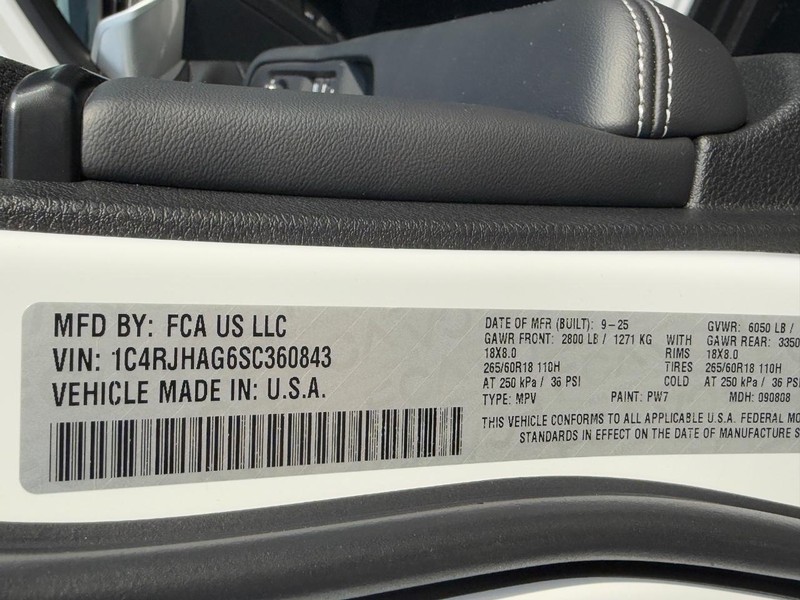 MFD BY: FCA US LLC
VIN: 1C4RJHAG6SC360843
VEHICLE MADE IN: U.S.A.
DATE OF MFR (BUILT): 9-25 GVWR: 6050 LB /
GAWR FRONT: 2800 LB / 1271 KG WITH GAWR REAR: 3350
18X8.0 RIMS 18X8.0
265/60R18 110H TIRES 265/60R18 110H
AT 250 kPa / 36 PSI COLD AT 250 kPa / 36 PSI
TYPE: MPV PAINT: PW7 MDH: 090808
THIS VEHICLE CONFORMS TO ALL APPLICABLE U.S.A. FEDERAL
STANDARDS IN EFFECT ON THE DATE OF MANUFACTURE